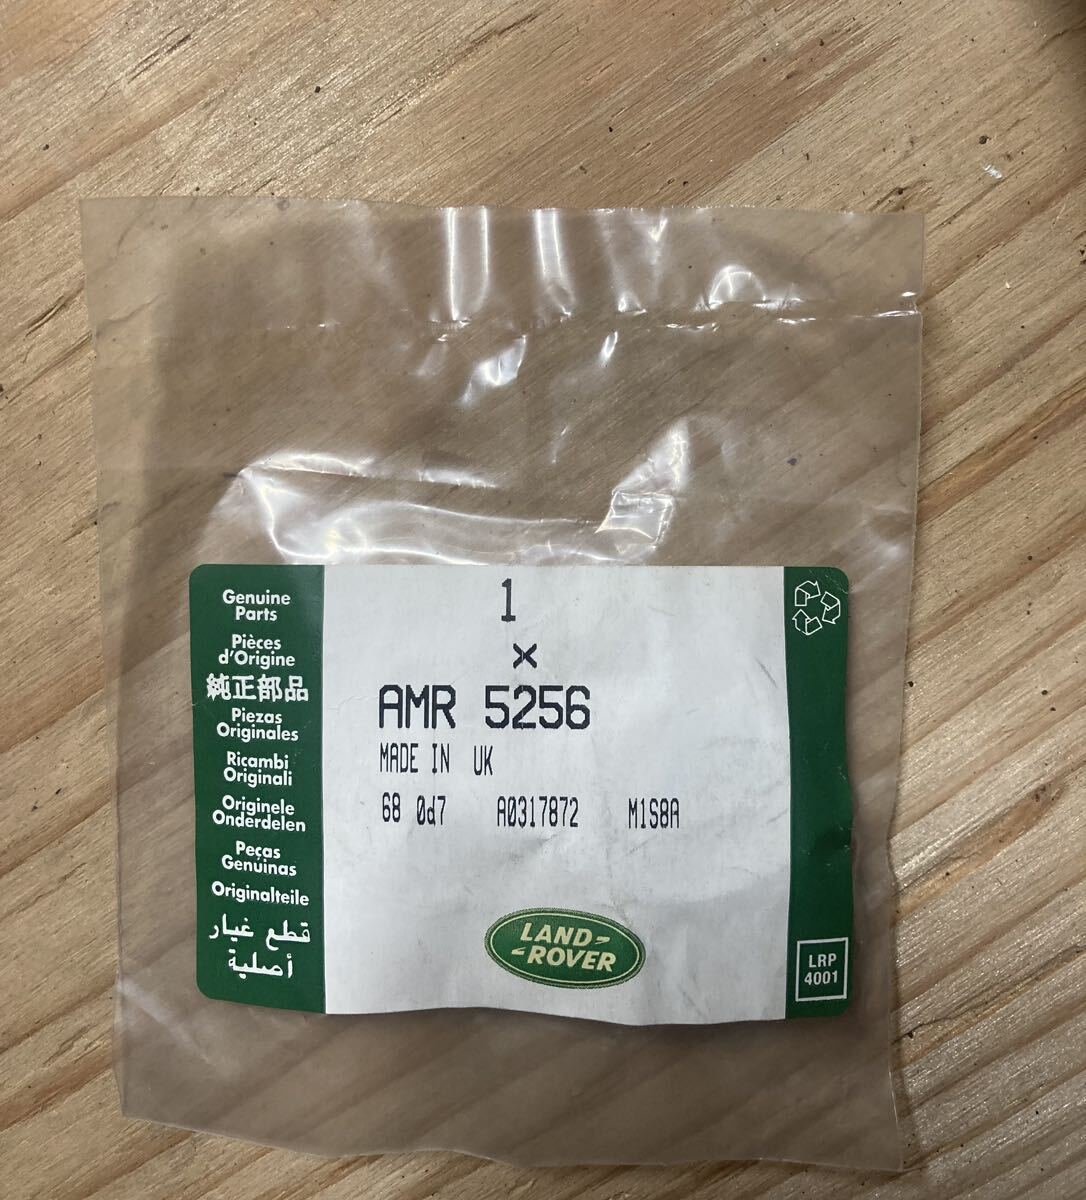 Genuine
Parts
Pièces
d'Origine
純正部品
Piezas
Originales
Ricambi
Originali
Originele
Onderdelen
Peças
Genuínas
Originalteile
قطع غيار
أصلية
1
×
AMR 5256
MADE IN UK
68 0d7 A0317872 M1S8A
LAND-
-ROVER
LRP
4001